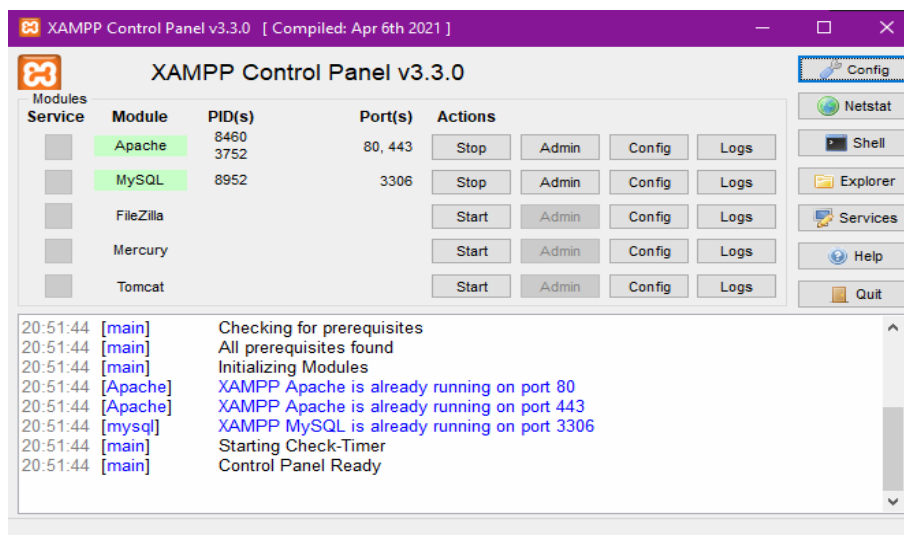 XAMPP Control Panel v3.3.0 [ Compiled: Apr 6th 2021 ]
XAMPP Control Panel v3.3.0
Config
Netstat
Shell
Explorer
Services
Help
Quit
Modules
Service Module PID(s) Port(s) Actions
Apache 8460 3752 80, 443 Stop Admin Config Logs
MySQL 8952 3306 Stop Admin Config Logs
FileZilla Start Admin Config Logs
Mercury Start Admin Config Logs
Tomcat Start Admin Config Logs
20:51:44 [main] Checking for prerequisites
20:51:44 [main] All prerequisites found
20:51:44 [main] Initializing Modules
20:51:44 [Apache] XAMPP Apache is already running on port 80
20:51:44 [Apache] XAMPP Apache is already running on port 443
20:51:44 [mysql] XAMPP MySQL is already running on port 3306
20:51:44 [main] Starting Check-Timer
20:51:44 [main] Control Panel Ready